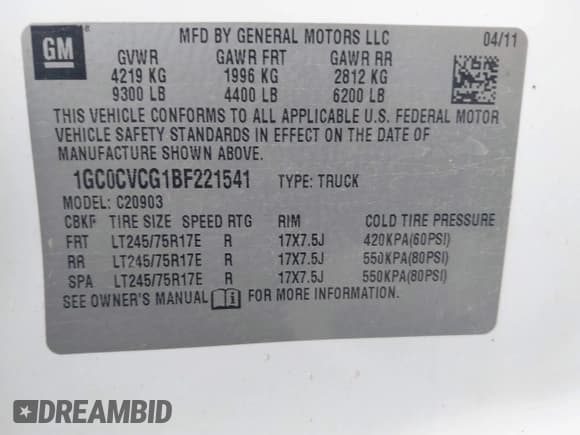 GM
®
MFD BY GENERAL MOTORS LLC 04/11
GVWR GAWR FRT GAWR RR
4219 KG 1996 KG 2812 KG
9300 LB 4400 LB 6200 LB
THIS VEHICLE CONFORMS TO ALL APPLICABLE U.S. FEDERAL MOTOR
VEHICLE SAFETY STANDARDS IN EFFECT ON THE DATE OF
MANUFACTURE SHOWN ABOVE.
1GC0CVCG1BF221541 TYPE: TRUCK
MODEL: C20903
CBKP TIRE SIZE SPEED RTG RIM COLD TIRE PRESSURE
FRT LT245/75R17E R 17X7.5J 420KPA(60PSI)
RR LT245/75R17E R 17X7.5J 550KPA(80PSI)
SPA LT245/75R17E R 17X7.5J 550KPA(80PSI)
SEE OWNER'S MANUAL FOR MORE INFORMATION.
DREAMBID